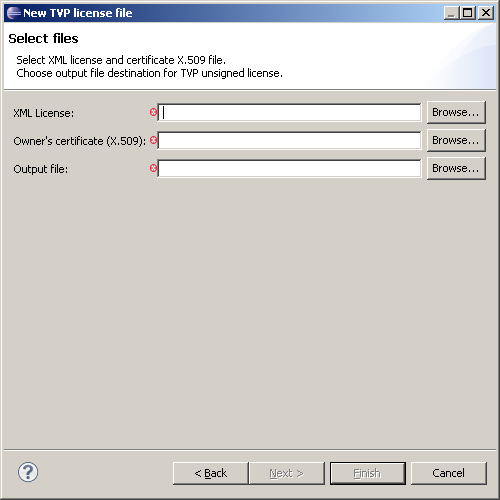 New TVP license file
Select files
Select XML license and certificate X.509 file.
Choose output file destination for TVP unsigned license.
XML License:
Browse...
Owner's certificate (X.509):
Browse...
Output file:
Browse...
?
< Back
Next >
Finish
Cancel